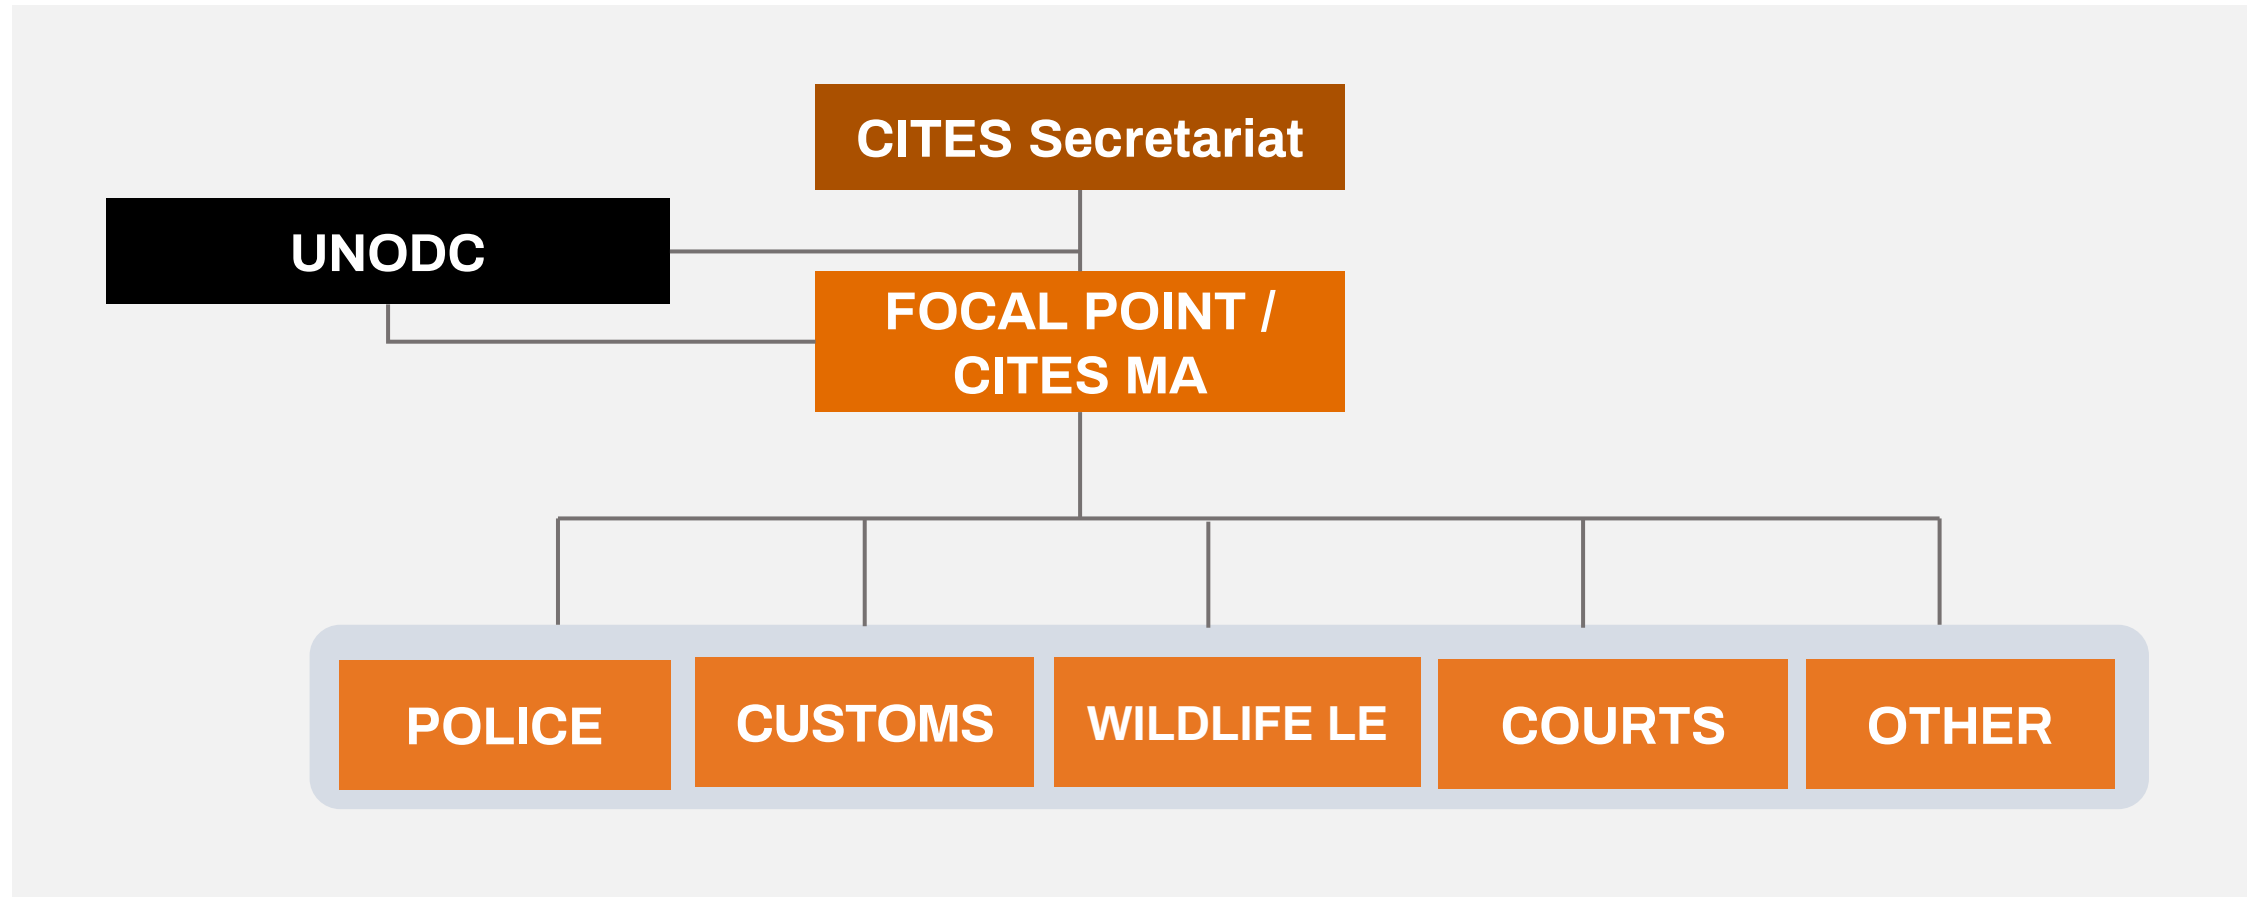 CITES Secretariat
UNODC
FOCAL POINT /
CITES MA
POLICE
CUSTOMS
WILDLIFE LE
COURTS
OTHER